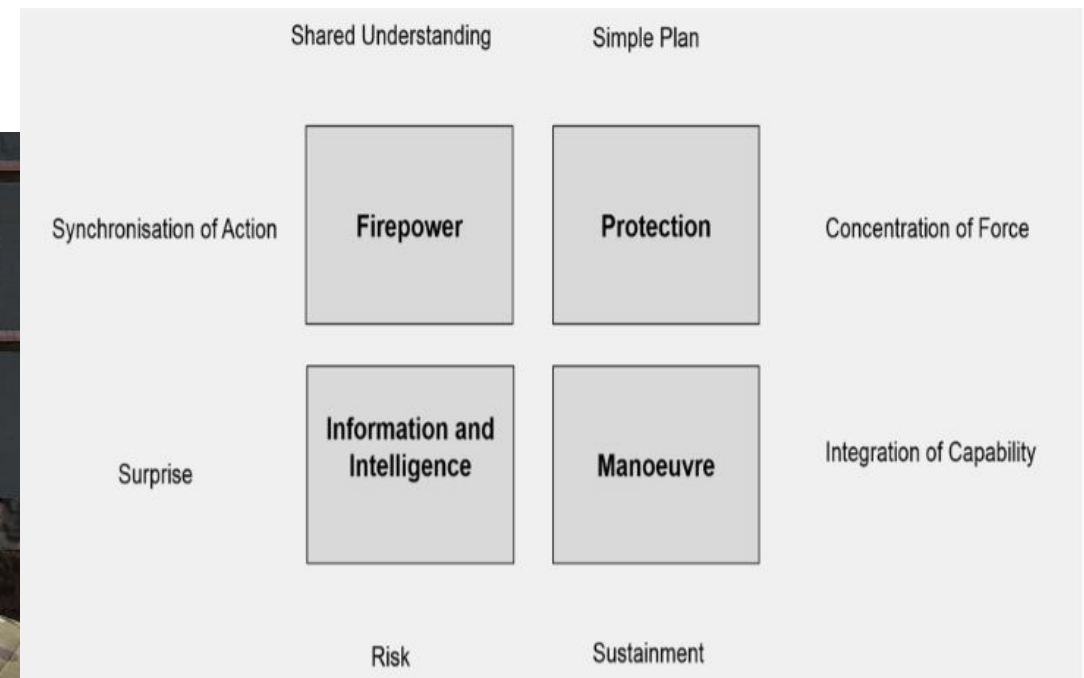 Shared Understanding
Simple Plan
Synchronisation of Action
Firepower
Protection
Concentration of Force
Surprise
Information and
Intelligence
Manoeuvre
Integration of Capability
Risk
Sustainment